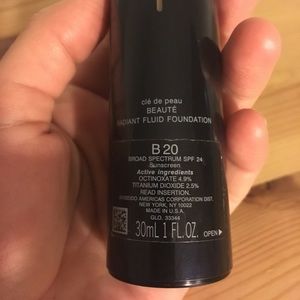 clé de peau
BEAUTÉ
RADIANT FLUID FOUNDATION
B 20
BROAD SPECTRUM SPF 24
Sunscreen
Active ingredients
OCTINOXATE 4.9%
TITANIUM DIOXIDE 2.5%
READ INSERTION.
SHISEIDO AMERICAS CORPORATION DIST.
NEW YORK, NY 10022
MADE IN U.S.A.
GLO. 33344
30mL 1 FL.OZ.
OPEN